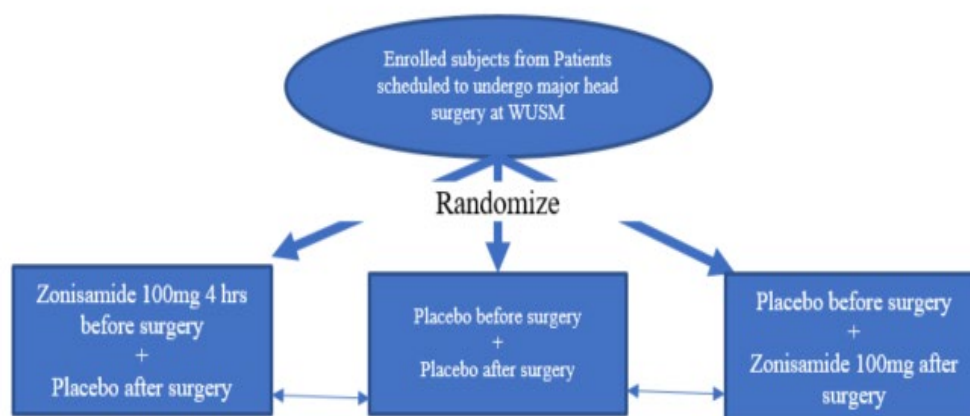 Enrolled subjects from Patients
scheduled to undergo major head
surgery at WUSM
Randomize
Zonisamide 100mg 4 hrs
before surgery
+
Placebo after surgery
Placebo before surgery
+
Placebo after surgery
Placebo before surgery
+
Zonisamide 100mg after
surgery